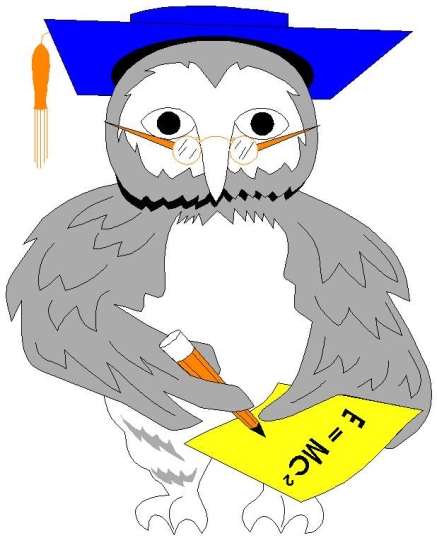 E = MC²